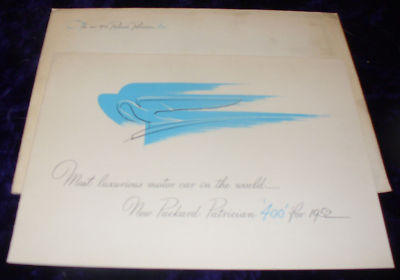 Most luxurious motor car in the world.....
New Packard Patrician '400' for 1952